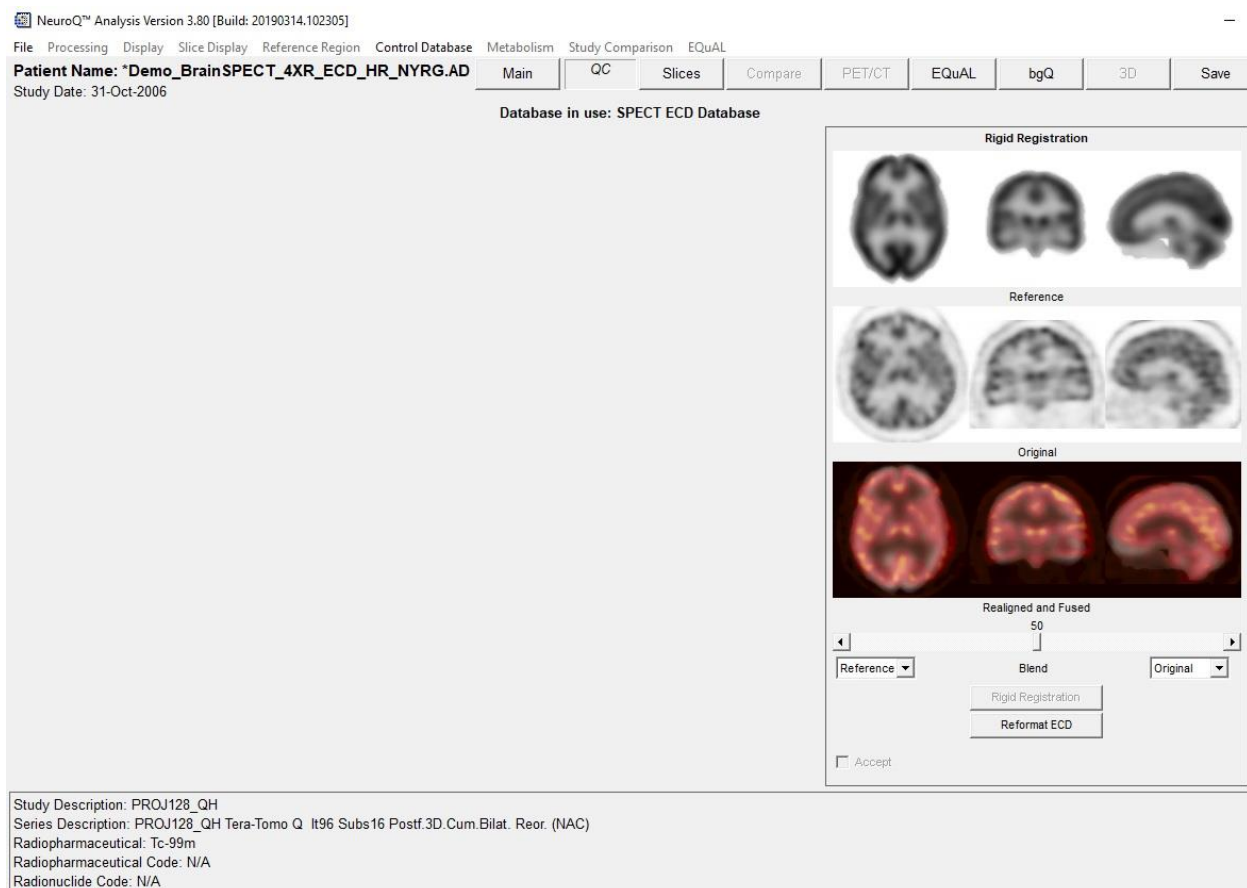 NeuroQ™ Analysis Version 3.80 [Build: 20190314.102305]
File Processing Display Slice Display Reference Region Control Database Metabolism Study Comparison EQuAL
Patient Name: *Demo_BrainSPECT_4XR_ECD_HR_NYRG.AD
Main QC Slices Compare PET/CT EQuAL bgQ 3D Save
Study Date: 31-Oct-2006
Database in use: SPECT ECD Database
Rigid Registration
Reference
Original
Realigned and Fused
50
Reference Blend Original
Rigid Registration
Reformat ECD
Accept
Study Description: PROJ128_QH
Series Description: PROJ128_QH Tera-Tomo Q It96 Subs16 Postf.3D.Cum.Bilat. Reor. (NAC)
Radiopharmaceutical: Tc-99m
Radiopharmaceutical Code: N/A
Radionuclide Code: N/A